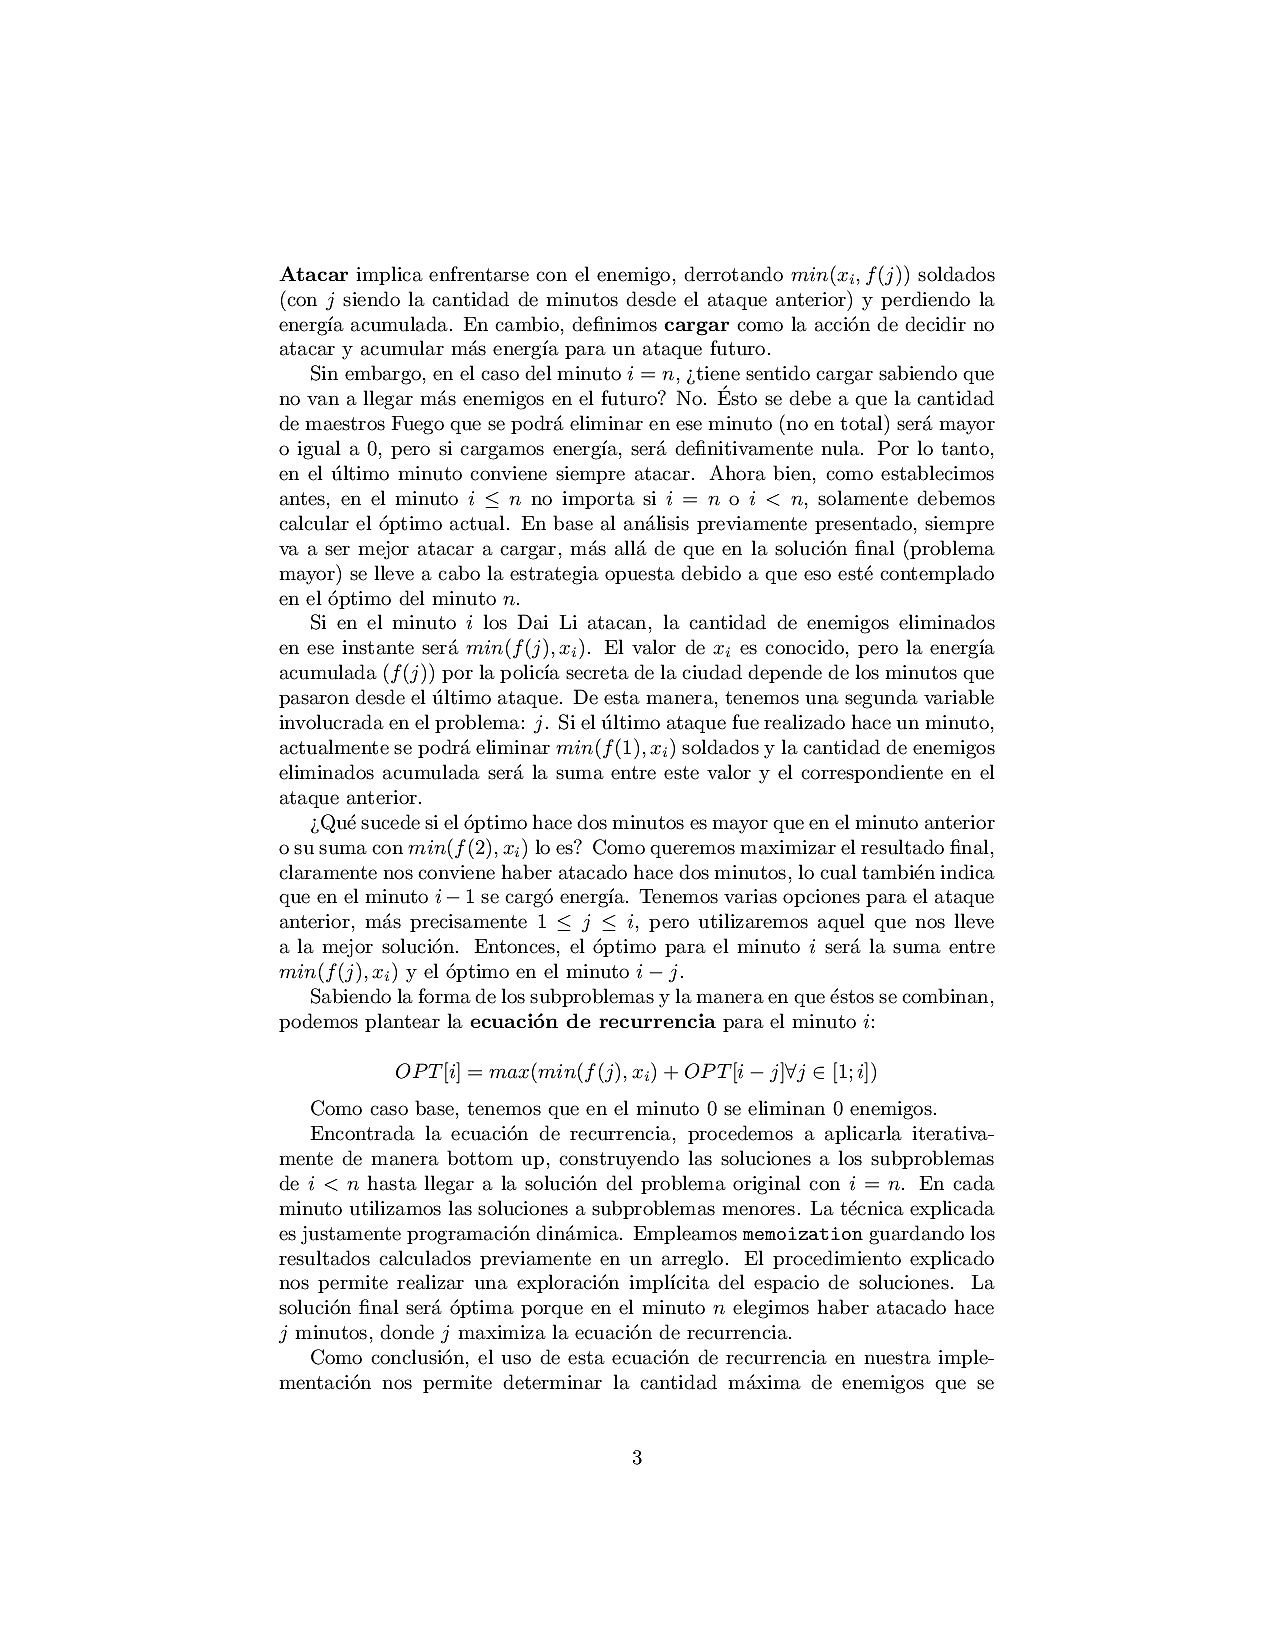 Atacar implica enfrentarse con el enemigo, derrotando min(xᵢ, f(j)) soldados
(con j siendo la cantidad de minutos desde el ataque anterior) y perdiendo la
energía acumulada. En cambio, definimos cargar como la acción de decidir no
atacar y acumular más energía para un ataque futuro.
Sin embargo, en el caso del minuto i = n, ¿tiene sentido cargar sabiendo que
no van a llegar más enemigos en el futuro? No. Ésto se debe a que la cantidad
de maestros Fuego que se podrá eliminar en ese minuto (no en total) será mayor
o igual a 0, pero si cargamos energía, será definitivamente nula. Por lo tanto,
en el último minuto conviene siempre atacar. Ahora bien, como establecimos
antes, en el minuto i ≤ n no importa si i = n o i < n, solamente debemos
calcular el óptimo actual. En base al análisis previamente presentado, siempre
va a ser mejor atacar a cargar, más allá de que en la solución final (problema
mayor) se lleve a cabo la estrategia opuesta debido a que eso esté contemplado
en el óptimo del minuto n.
Si en el minuto i los Dai Li atacan, la cantidad de enemigos eliminados
en ese instante será min(f(j), xᵢ). El valor de xᵢ es conocido, pero la energía
acumulada (f(j)) por la policía secreta de la ciudad depende de los minutos que
pasaron desde el último ataque. De esta manera, tenemos una segunda variable
involucrada en el problema: j. Si el último ataque fue realizado hace un minuto,
actualmente se podrá eliminar min(f(1), xᵢ) soldados y la cantidad de enemigos
eliminados acumulada será la suma entre este valor y el correspondiente en el
ataque anterior.
¿Qué sucede si el óptimo hace dos minutos es mayor que en el minuto anterior
o su suma con min(f(2), xᵢ) lo es? Como queremos maximizar el resultado final,
claramente nos conviene haber atacado hace dos minutos, lo cual también indica
que en el minuto i − 1 se cargó energía. Tenemos varias opciones para el ataque
anterior, más precisamente 1 ≤ j ≤ i, pero utilizaremos aquel que nos lleve
a la mejor solución. Entonces, el óptimo para el minuto i será la suma entre
min(f(j), xᵢ) y el óptimo en el minuto i − j.
Sabiendo la forma de los subproblemas y la manera en que éstos se combinan,
podemos plantear la ecuación de recurrencia para el minuto i:
OPT[i] = max(min(f(j), xᵢ) + OPT[i − j]∀j ∈ [1; i])
Como caso base, tenemos que en el minuto 0 se eliminan 0 enemigos.
Encontrada la ecuación de recurrencia, procedemos a aplicarla iterativa-
mente de manera bottom up, construyendo las soluciones a los subproblemas
de i < n hasta llegar a la solución del problema original con i = n. En cada
minuto utilizamos las soluciones a subproblemas menores. La técnica explicada
es justamente programación dinámica. Empleamos memoization guardando los
resultados calculados previamente en un arreglo. El procedimiento explicado
nos permite realizar una exploración implícita del espacio de soluciones. La
solución final será óptima porque en el minuto n elegimos haber atacado hace
j minutos, donde j maximiza la ecuación de recurrencia.
Como conclusión, el uso de esta ecuación de recurrencia en nuestra imple-
mentación nos permite determinar la cantidad máxima de enemigos que se
3